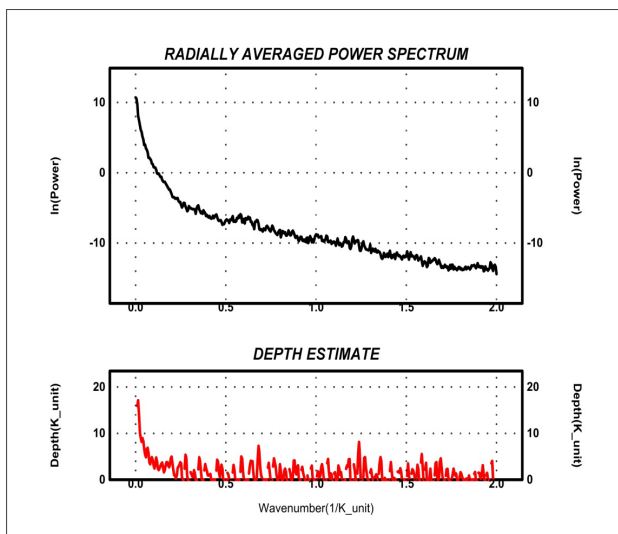 RADIALLY AVERAGED POWER SPECTRUM
10
0
-10
ln(Power)
10
0
-10
ln(Power)
0.0 0.5 1.0 1.5 2.0
DEPTH ESTIMATE
20
10
0
Depth(K_unit)
20
10
0
Depth(K_unit)
0.0 0.5 1.0 1.5 2.0
Wavenumber(1/K_unit)